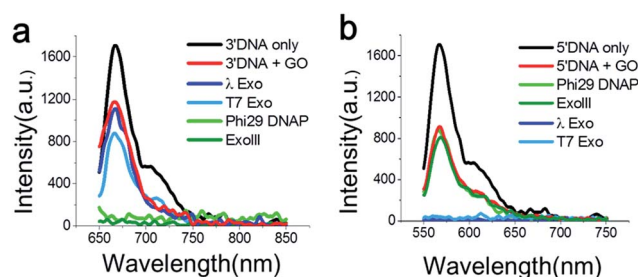 a
Intensity(a.u.)
1600
1200
800
400
0
650 700 750 800 850
Wavelength(nm)
3'DNA only
3'DNA + GO
λ Exo
T7 Exo
Phi29 DNAP
ExoIII
b
Intensity(a.u.)
1600
1200
800
400
0
550 600 650 700 750
Wavelength(nm)
5'DNA only
5'DNA + GO
Phi29 DNAP
ExoIII
λ Exo
T7 Exo